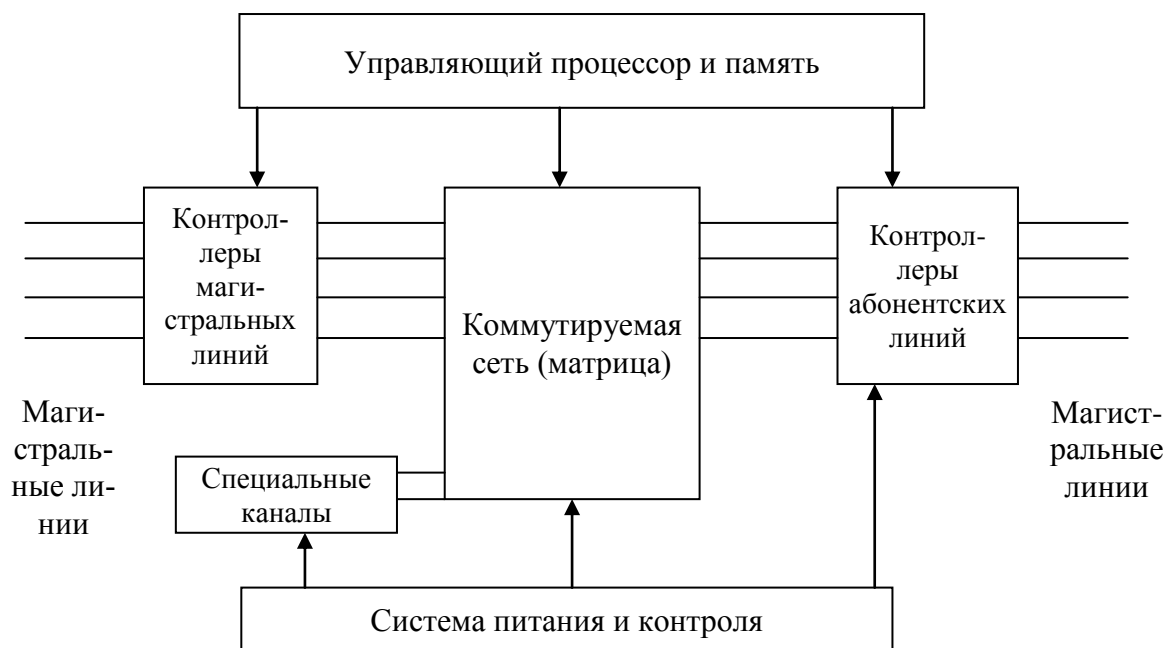 Управляющий процессор и память
Контрол-
леры
маги-
стральных
линий
Коммутируемая
сеть (матрица)
Контрол-
леры
абонентских
линий
Маги-
страль-
ные ли-
нии
Специальные
каналы
Магист-
ральные
линии
Система питания и контроля